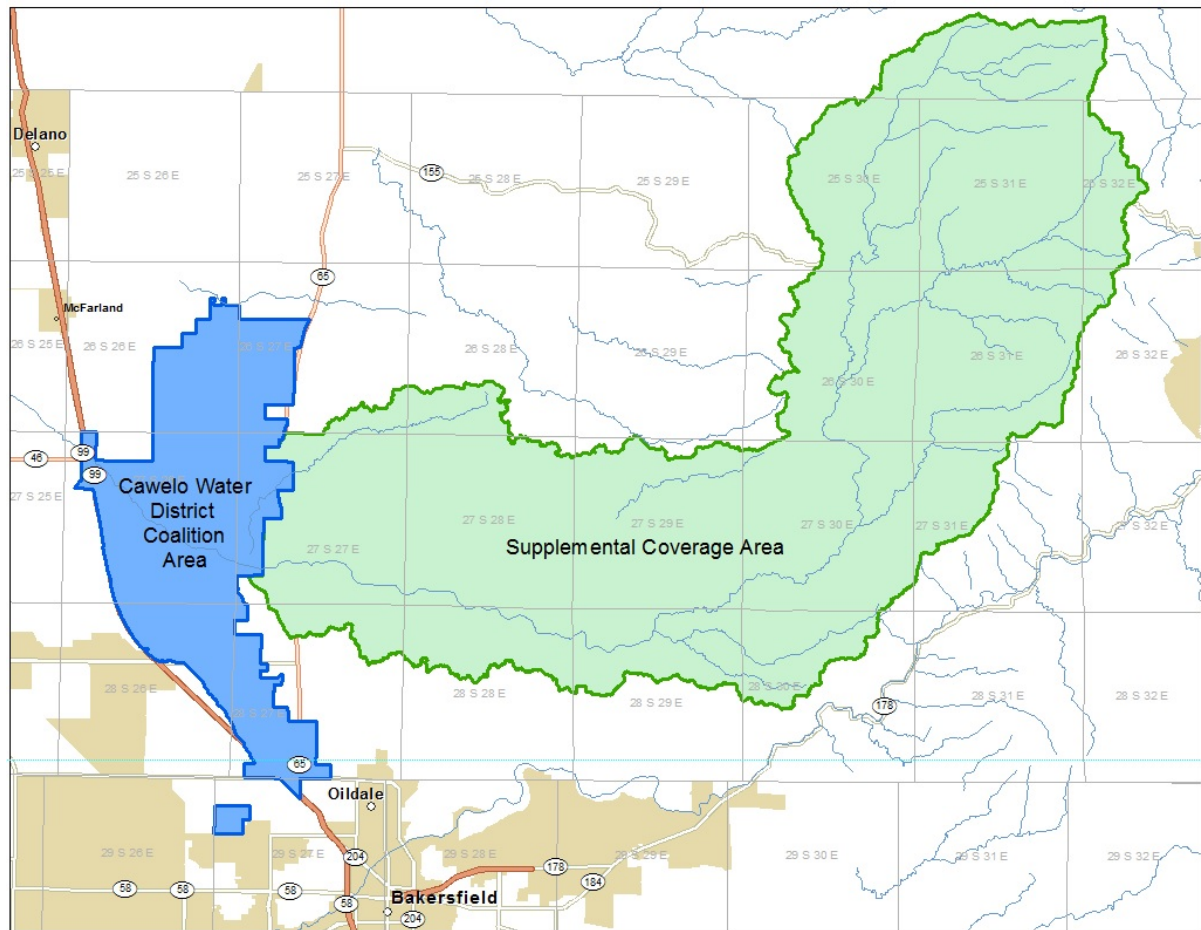 Delano
25 S 25 E
25 S 26 E
25 S 27 E
155
25 S 28 E
25 S 29 E
25 S 30 E
25 S 31 E
25 S 32 E
65
McFarland
26 S 25 E
26 S 26 E
26 S 27 E
26 S 28 E
26 S 29 E
26 S 30 E
26 S 31 E
26 S 32 E
46
99
99
27 S 25 E
Cawelo Water
District
Coalition
Area
27 S 27 E
27 S 28 E
27 S 29 E
27 S 30 E
27 S 31 E
27 S 32 E
Supplemental Coverage Area
28 S 26 E
28 S 27 E
28 S 28 E
28 S 29 E
28 S 30 E
28 S 31 E
28 S 32 E
178
65
Oildale
29 S 26 E
29 S 27 E
204
29 S 28 E
178
184
29 S 29 E
29 S 30 E
29 S 31 E
29 S 32 E
58
58
58
58
Bakersfield
204